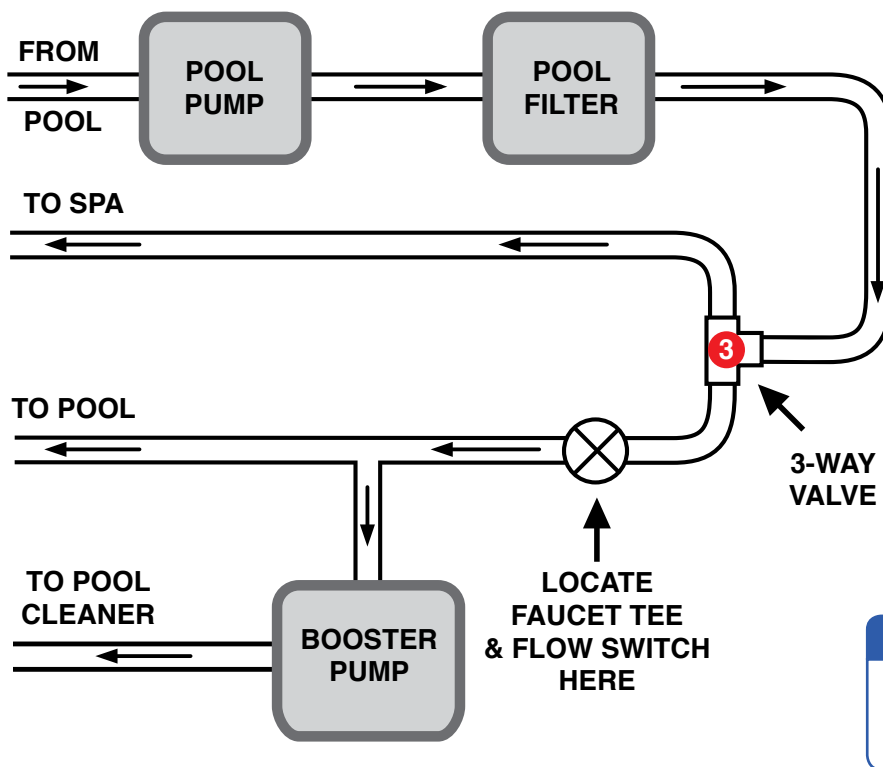 FROM
POOL
POOL
PUMP
POOL
FILTER
TO SPA
3
3-WAY
VALVE
TO POOL
LOCATE
FAUCET TEE
& FLOW SWITCH
HERE
TO POOL
CLEANER
BOOSTER
PUMP